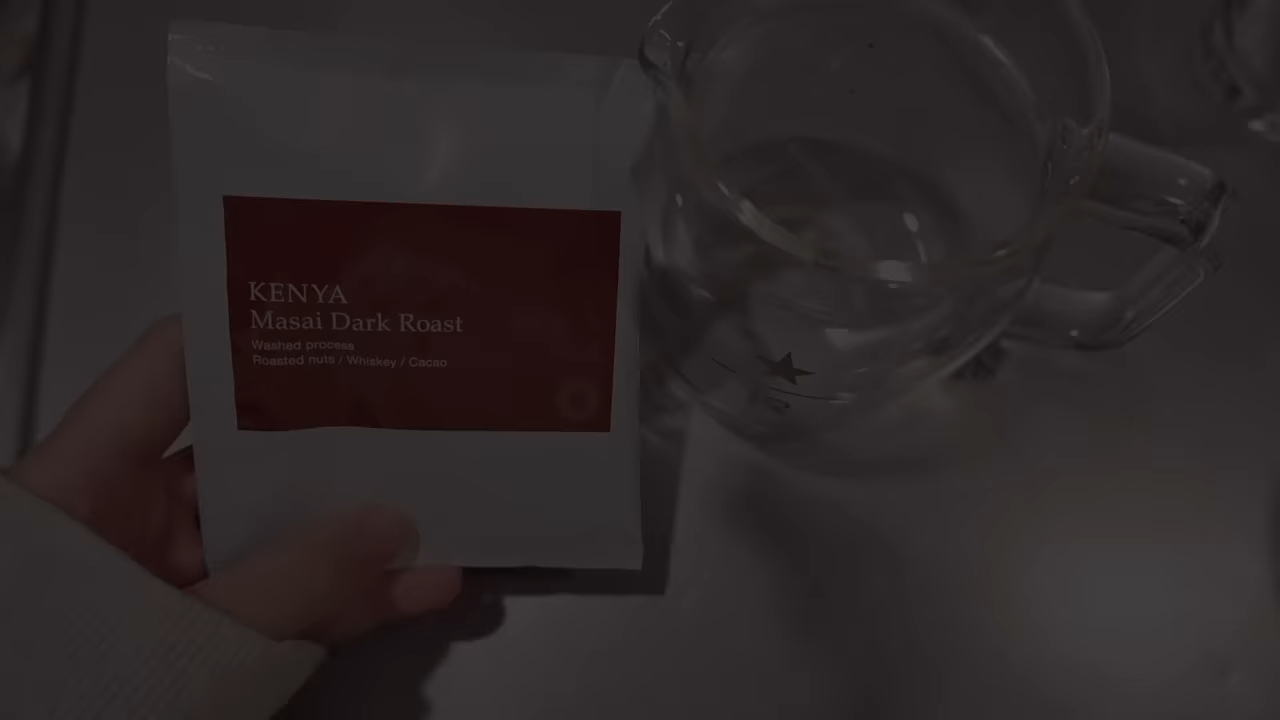 KENYA
Masai Dark Roast
Washed process
Roasted nuts / Whiskey / Cacao